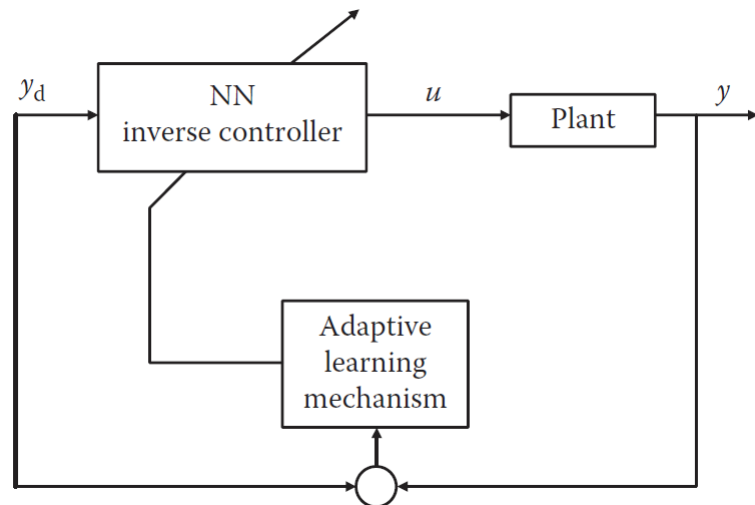 y_d
NN
inverse controller
u
Plant
y
Adaptive
learning
mechanism